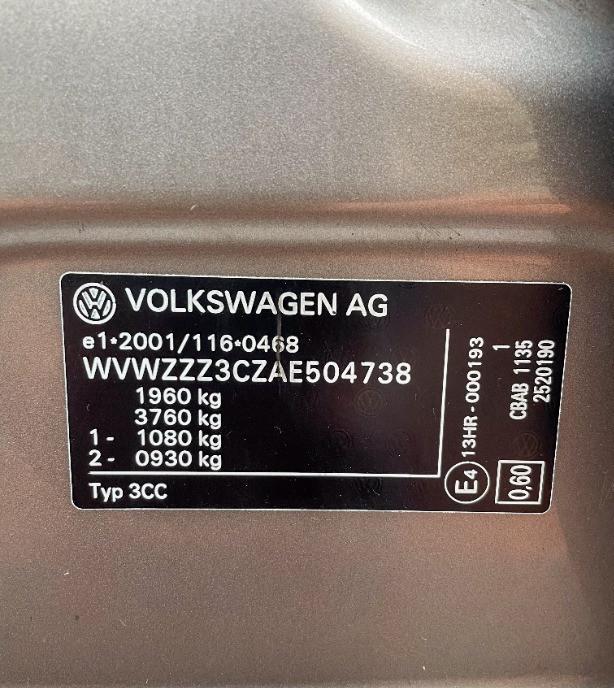 VOLKSWAGEN AG
e1*2001/116*0468
WVWZZZ3CZAE504738
1960 kg
3760 kg
1- 1080 kg
2- 0930 kg
Typ 3CC
E4 13HR-000193
1
CBAB 1135
2520190
0,60